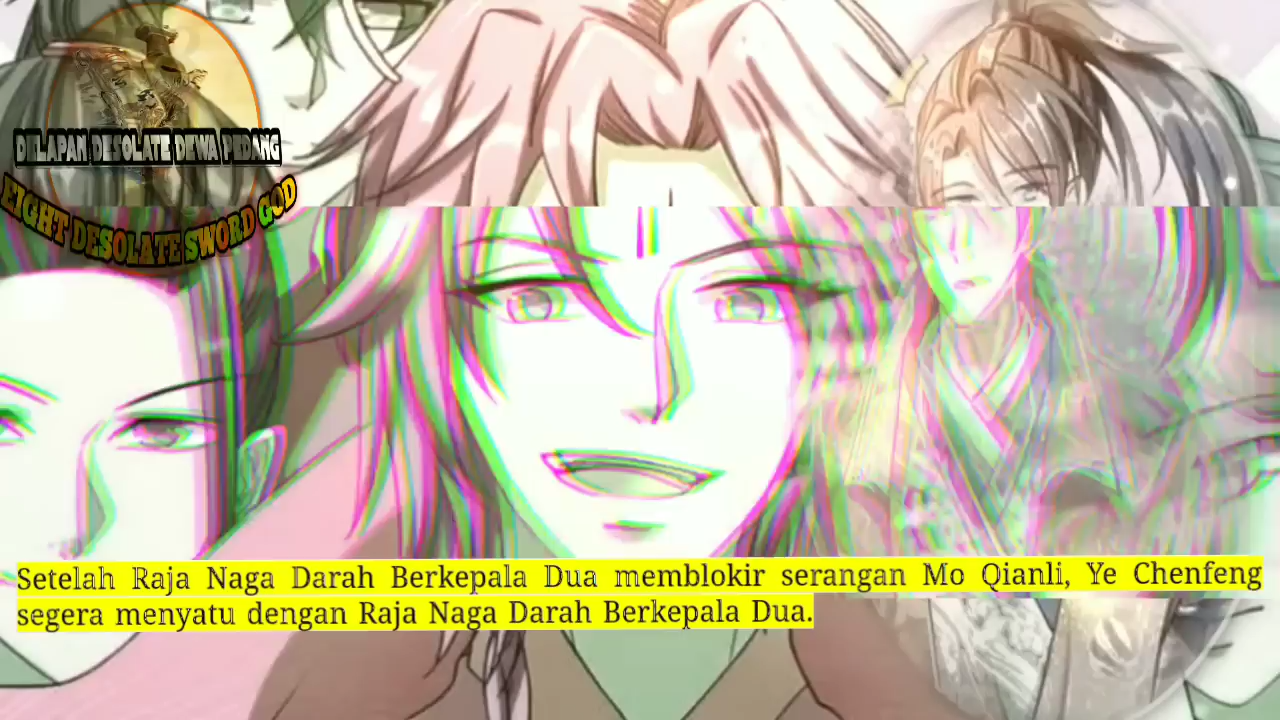 DELAPAN DESOLATE DEWA PEDANG
EIGHT DESOLATE SWORD GOD
Setelah Raja Naga Darah Berkepala Dua memblokir serangan Mo Qianli, Ye Chenfeng
segera menyatu dengan Raja Naga Darah Berkepala Dua.